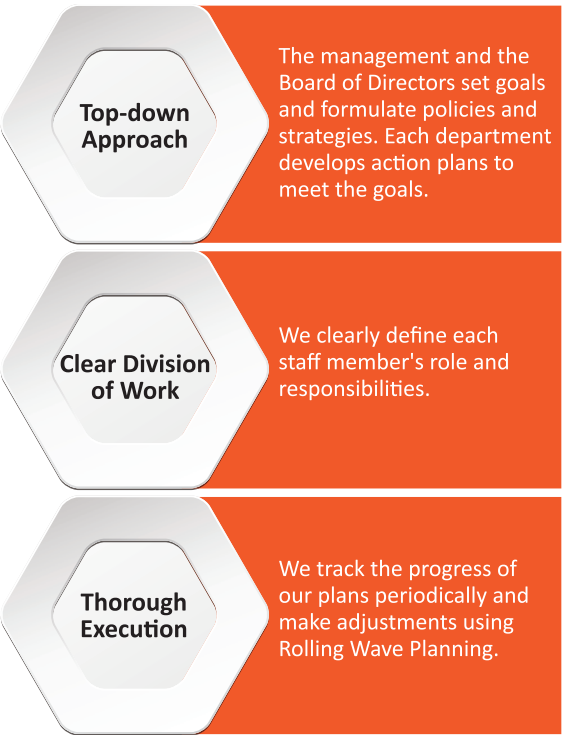 Top-down
Approach
The management and the
Board of Directors set goals
and formulate policies and
strategies. Each department
develops action plans to
meet the goals.
Clear Division
of Work
We clearly define each
staff member's role and
responsibilities.
Thorough
Execution
We track the progress of
our plans periodically and
make adjustments using
Rolling Wave Planning.